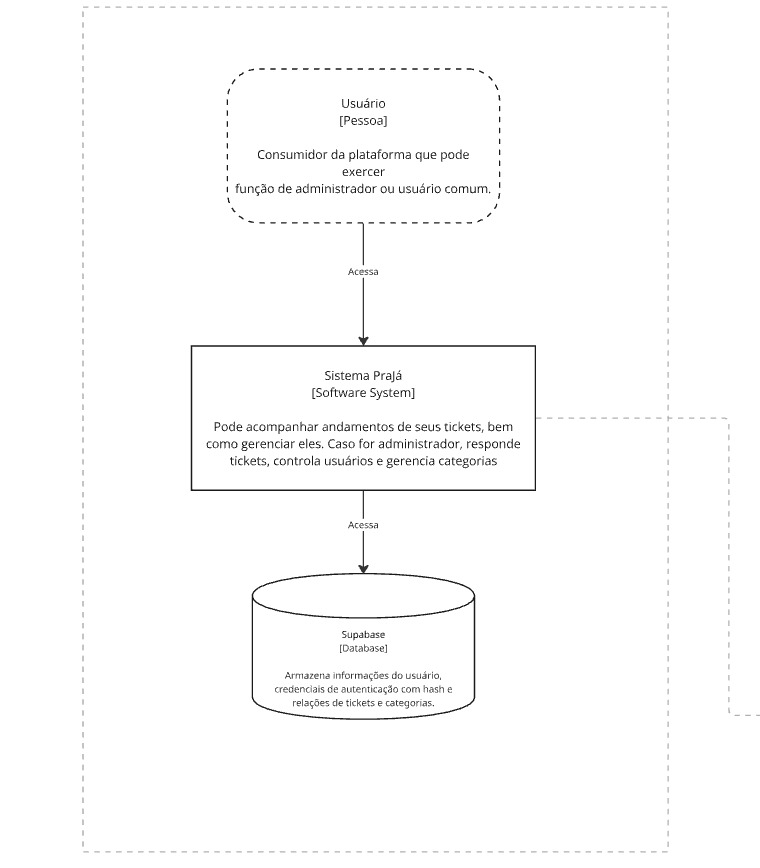 Usuário
[Pessoa]
Consumidor da plataforma que pode
exercer
função de administrador ou usuário comum.
Acessa
Sistema PraJá
[Software System]
Pode acompanhar andamentos de seus tickets, bem
como gerenciar eles. Caso for administrador, responde
tickets, controla usuários e gerencia categorias
Acessa
Supabase
[Database]
Armazena informações do usuário,
credenciais de autenticação com hash e
relações de tickets e categorias.